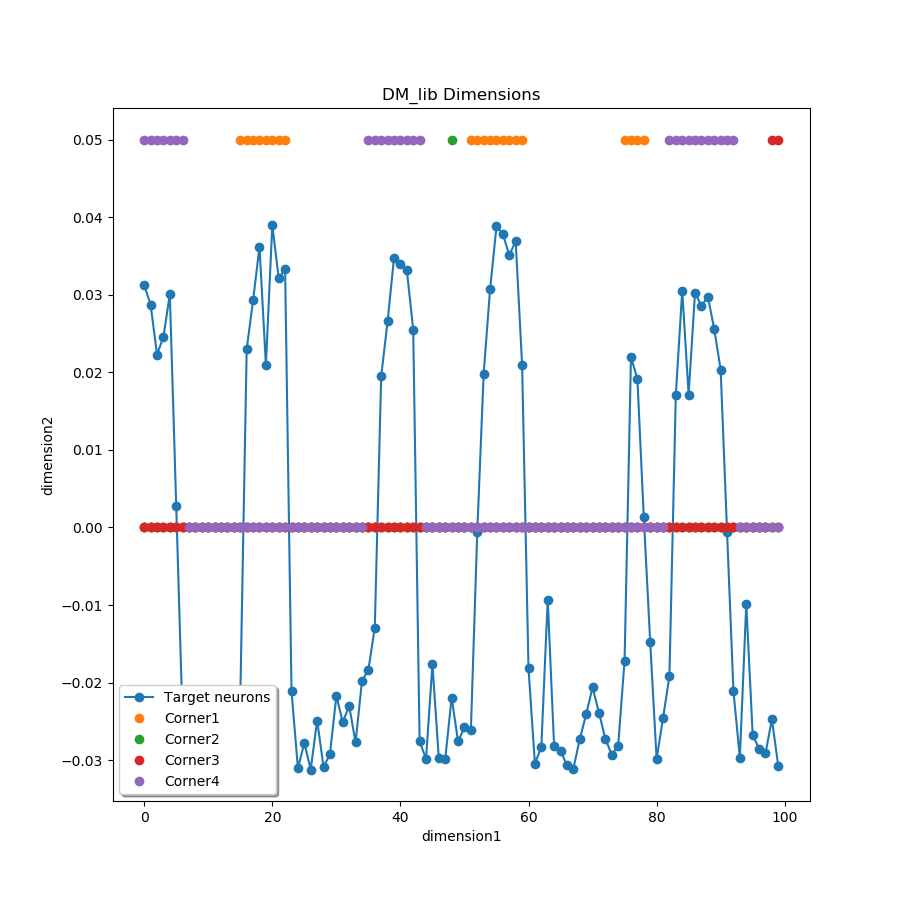 DM_lib Dimensions
0.05
0.04
0.03
0.02
0.01
0.00
−0.01
−0.02
−0.03
dimension2
Target neurons
Corner1
Corner2
Corner3
Corner4
0 20 40 60 80 100
dimension1